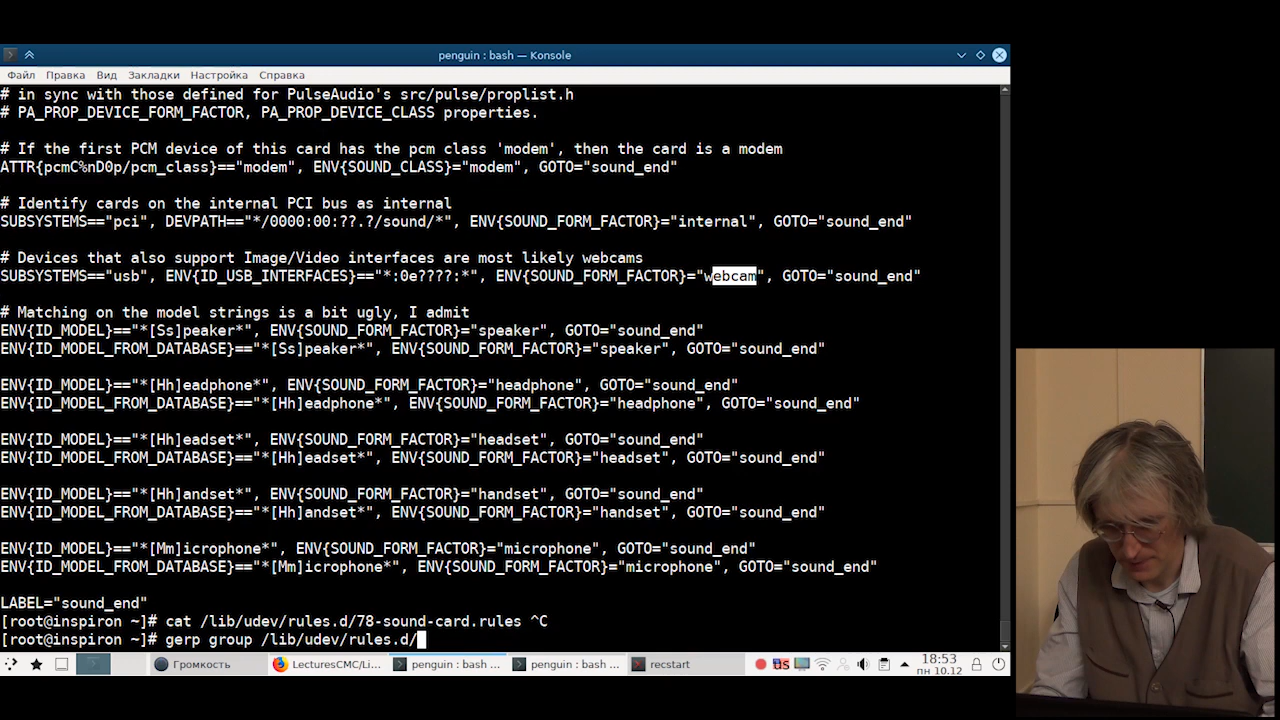 penguin : bash — Konsole
Файл Правка Вид Закладки Настройка Справка
# in sync with those defined for PulseAudio's src/pulse/proplist.h
# PA_PROP_DEVICE_FORM_FACTOR, PA_PROP_DEVICE_CLASS properties.
# If the first PCM device of this card has the pcm class 'modem', then the card is a modem
ATTR{pcmC%nD0p/pcm_class}=="modem", ENV{SOUND_CLASS}="modem", GOTO="sound_end"
# Identify cards on the internal PCI bus as internal
SUBSYSTEMS=="pci", DEVPATH=="*/0000:00:??.?/sound/*", ENV{SOUND_FORM_FACTOR}="internal", GOTO="sound_end"
# Devices that also support Image/Video interfaces are most likely webcams
SUBSYSTEMS=="usb", ENV{ID_USB_INTERFACES}=="*:0e????:*", ENV{SOUND_FORM_FACTOR}="webcam", GOTO="sound_end"
# Matching on the model strings is a bit ugly, I admit
ENV{ID_MODEL}=="*[Ss]peaker*", ENV{SOUND_FORM_FACTOR}="speaker", GOTO="sound_end"
ENV{ID_MODEL_FROM_DATABASE}=="*[Ss]peaker*", ENV{SOUND_FORM_FACTOR}="speaker", GOTO="sound_end"
ENV{ID_MODEL}=="*[Hh]eadphone*", ENV{SOUND_FORM_FACTOR}="headphone", GOTO="sound_end"
ENV{ID_MODEL_FROM_DATABASE}=="*[Hh]eadphone*", ENV{SOUND_FORM_FACTOR}="headphone", GOTO="sound_end"
ENV{ID_MODEL}=="*[Hh]eadset*", ENV{SOUND_FORM_FACTOR}="headset", GOTO="sound_end"
ENV{ID_MODEL_FROM_DATABASE}=="*[Hh]eadset*", ENV{SOUND_FORM_FACTOR}="headset", GOTO="sound_end"
ENV{ID_MODEL}=="*[Hh]andset*", ENV{SOUND_FORM_FACTOR}="handset", GOTO="sound_end"
ENV{ID_MODEL_FROM_DATABASE}=="*[Hh]andset*", ENV{SOUND_FORM_FACTOR}="handset", GOTO="sound_end"
ENV{ID_MODEL}=="*[Mm]icrophone*", ENV{SOUND_FORM_FACTOR}="microphone", GOTO="sound_end"
ENV{ID_MODEL_FROM_DATABASE}=="*[Mm]icrophone*", ENV{SOUND_FORM_FACTOR}="microphone", GOTO="sound_end"
LABEL="sound_end"
[root@inspiron ~]# cat /lib/udev/rules.d/78-sound-card.rules ^C
[root@inspiron ~]# gerp group /lib/udev/rules.d/
Громкость LecturesCMC/Li... penguin : bash ... penguin : bash ... recstart us 18:53
пн 10.12